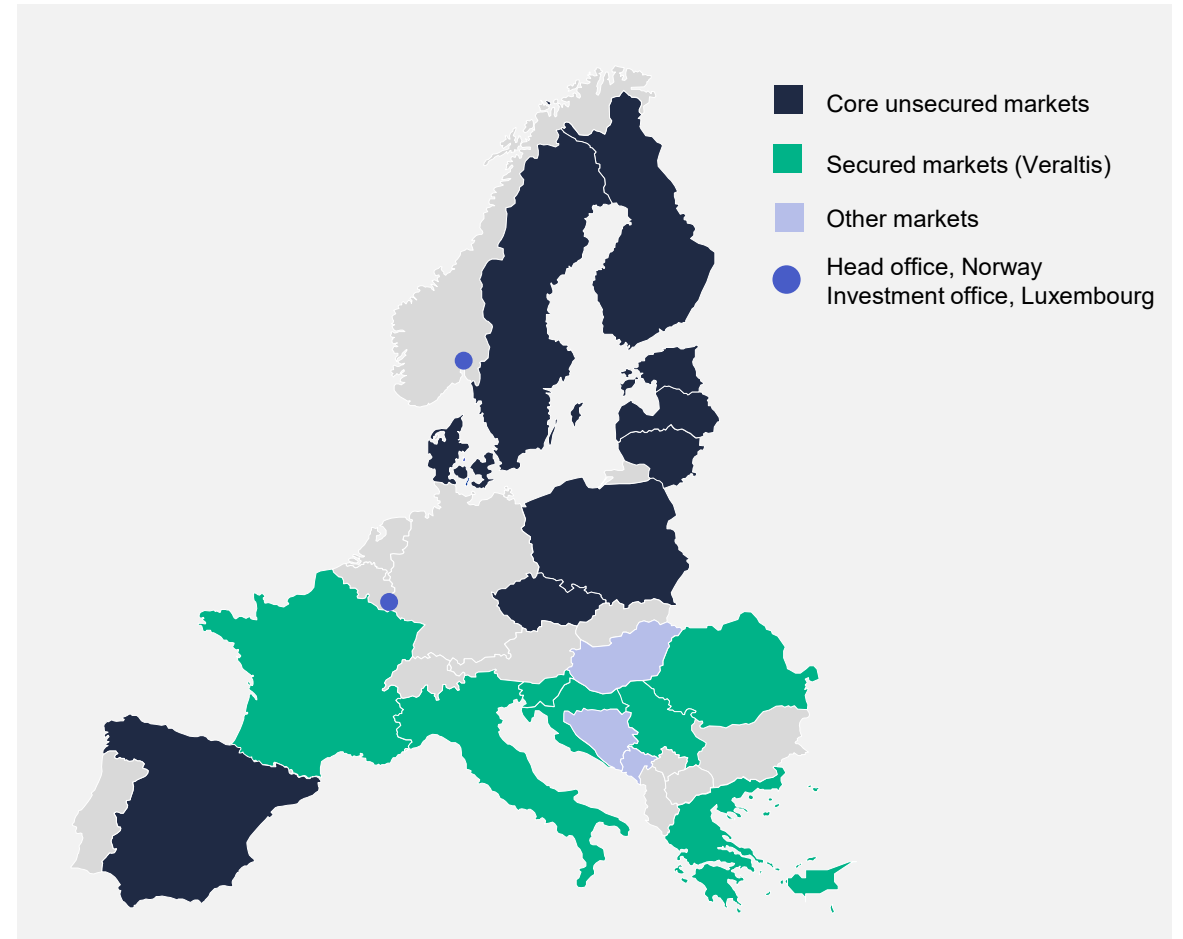 Core unsecured markets
Secured markets (Veraltis)
Other markets
Head office, Norway
Investment office, Luxembourg